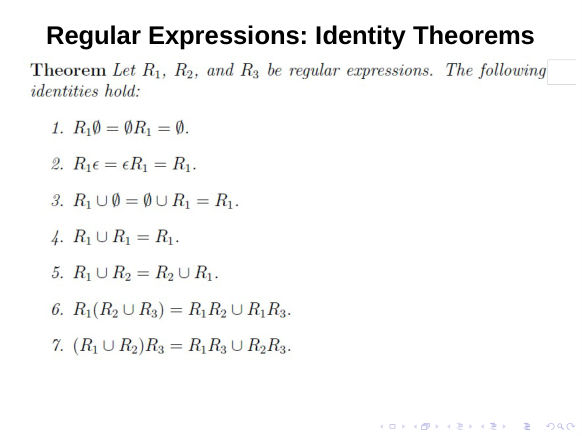 Regular Expressions: Identity Theorems
Theorem Let R₁, R₂, and R₃ be regular expressions. The following
identities hold:
1. R₁∅ = ∅R₁ = ∅.
2. R₁ϵ = ϵR₁ = R₁.
3. R₁ ∪ ∅ = ∅ ∪ R₁ = R₁.
4. R₁ ∪ R₁ = R₁.
5. R₁ ∪ R₂ = R₂ ∪ R₁.
6. R₁(R₂ ∪ R₃) = R₁R₂ ∪ R₁R₃.
7. (R₁ ∪ R₂)R₃ = R₁R₃ ∪ R₂R₃.